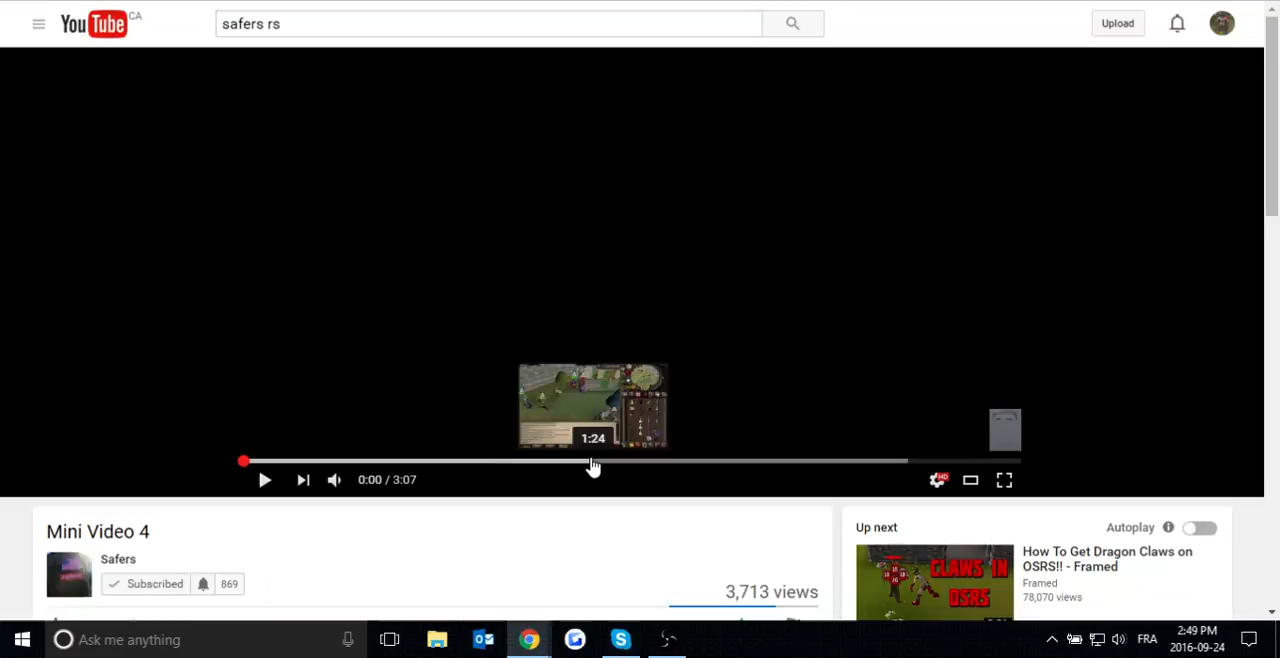 YouTube CA
safers rs
Upload
1:24
0:00 / 3:07
HD
Mini Video 4
Safers
Subscribed 869
3,713 views
Up next
Autoplay
CLAWS IN
OSRS
How To Get Dragon Claws on
OSRS!! - Framed
Framed
78,070 views
Ask me anything
FRA
2:49 PM
2016-09-24